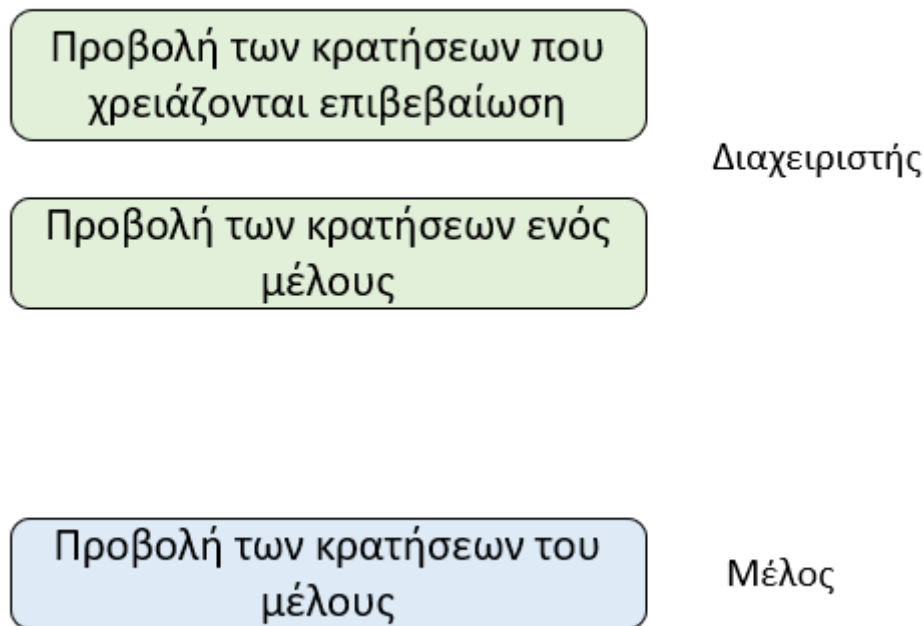 Προβολή των κρατήσεων που
χρειάζονται επιβεβαίωση
Διαχειριστής
Προβολή των κρατήσεων ενός
μέλους
Προβολή των κρατήσεων του
μέλους
Μέλος